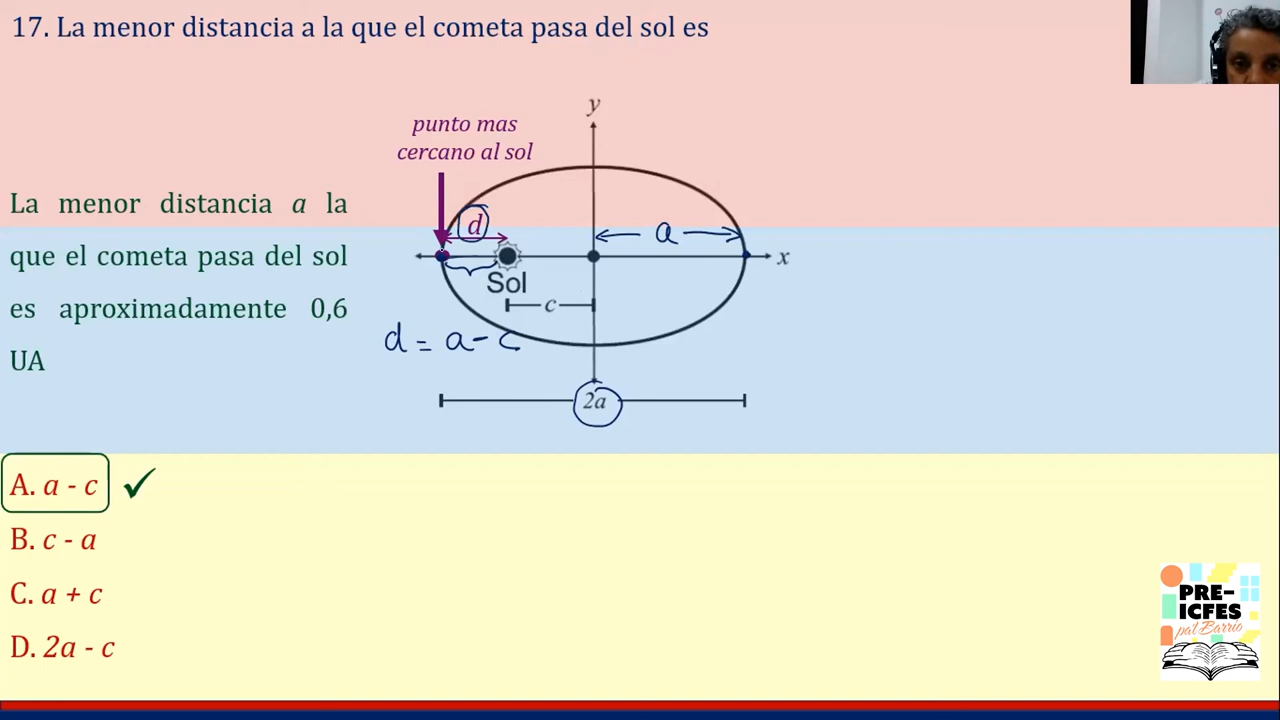 17. La menor distancia a la que el cometa pasa del sol es
y
punto mas
cercano al sol
La menor distancia a la
que el cometa pasa del sol
es aproximadamente 0,6
UA
d
a
x
Sol
c
d = a - c
2a
A. a - c ✓
B. c - a
C. a + c
D. 2a - c
PRE-
ICFES
pa'l Barrio